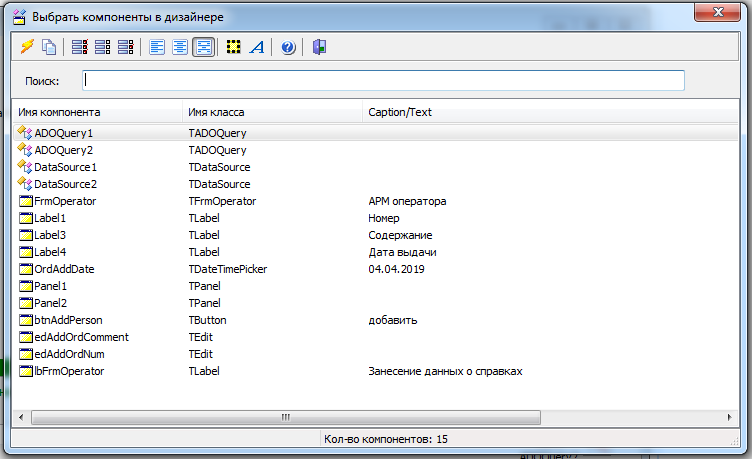 Выбрать компоненты в дизайнере
Поиск:
Имя компонента Имя класса Caption/Text
ADOQuery1 TADOQuery
ADOQuery2 TADOQuery
DataSource1 TDataSource
DataSource2 TDataSource
FrmOperator TFrmOperator АРМ оператора
Label1 TLabel Номер
Label3 TLabel Содержание
Label4 TLabel Дата выдачи
OrdAddDate TDateTimePicker 04.04.2019
Panel1 TPanel
Panel2 TPanel
btnAddPerson TButton добавить
edAddOrdComment TEdit
edAddOrdNum TEdit
lbFrmOperator TLabel Занесение данных о справках
Кол-во компонентов: 15